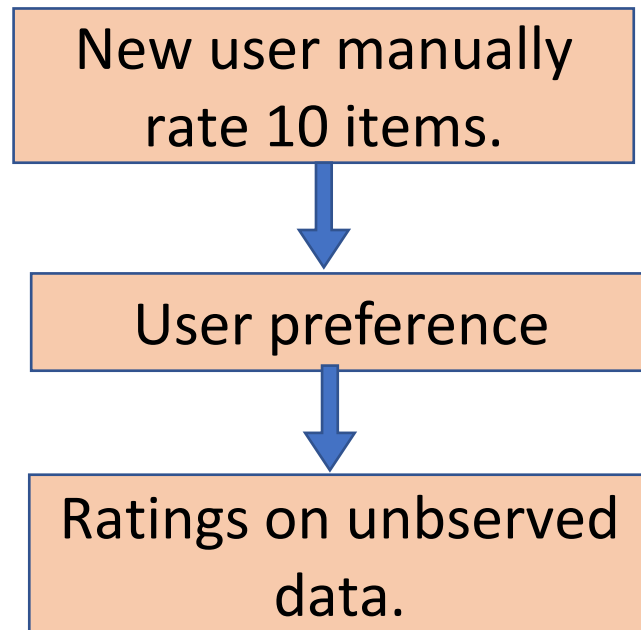 New user manually
rate 10 items.
User preference
Ratings on unbserved
data.